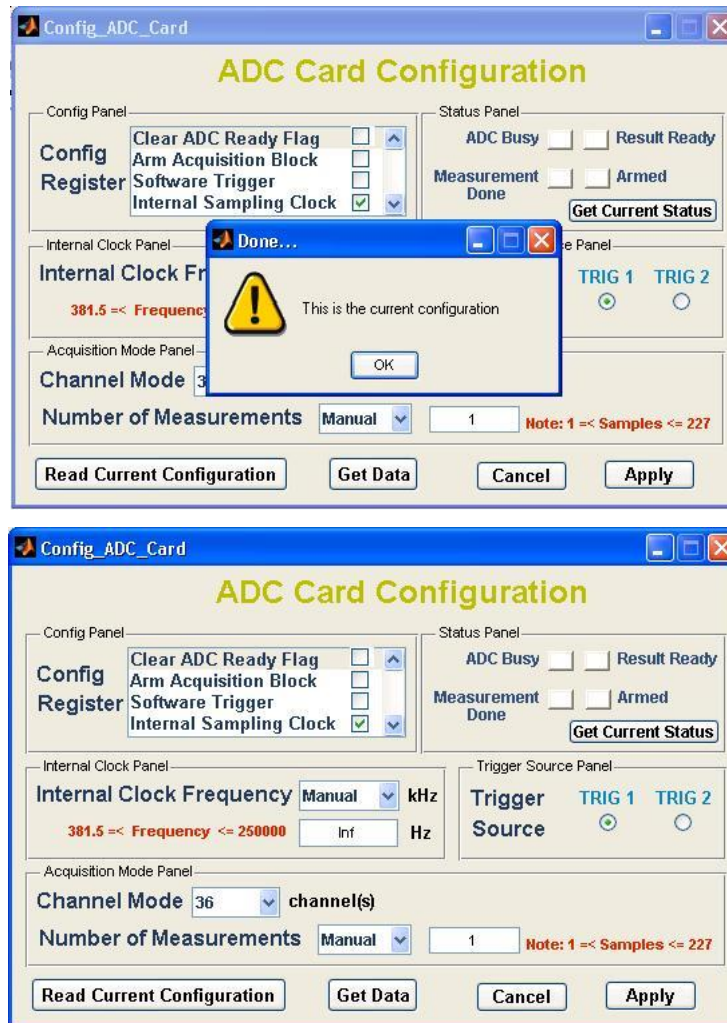 Config_ADC_Card
ADC Card Configuration
Config Panel
Config
Register
Clear ADC Ready Flag
Arm Acquisition Block
Software Trigger
Internal Sampling Clock
Status Panel
ADC Busy
Result Ready
Measurement
Done
Armed
Get Current Status
Internal Clock Panel
Internal Clock Fr
381.5 =< Frequency
Done...
This is the current configuration
OK
ce Panel
TRIG 1 TRIG 2
Acquisition Mode Panel
Channel Mode 3
Number of Measurements Manual 1 Note: 1 =< Samples <= 227
Read Current Configuration Get Data Cancel Apply
Config_ADC_Card
ADC Card Configuration
Config Panel
Config
Register
Clear ADC Ready Flag
Arm Acquisition Block
Software Trigger
Internal Sampling Clock
Status Panel
ADC Busy
Result Ready
Measurement
Done
Armed
Get Current Status
Internal Clock Panel
Internal Clock Frequency Manual kHz
381.5 =< Frequency <= 250000 Inf Hz
Trigger Source Panel
Trigger
Source
TRIG 1 TRIG 2
Acquisition Mode Panel
Channel Mode 36 channel(s)
Number of Measurements Manual 1 Note: 1 =< Samples <= 227
Read Current Configuration Get Data Cancel Apply